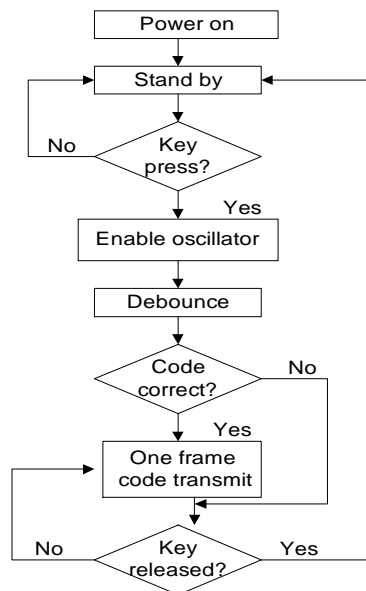 Power on
Stand by
No
Key
press?
Yes
Enable oscillator
Debounce
Code
correct?
No
Yes
One frame
code transmit
No
Key
released?
Yes